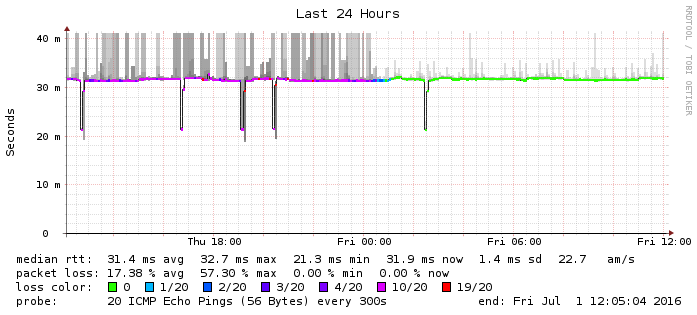 Last 24 Hours
RRDTOOL / TOBI OETIKER
Seconds
40 m
30 m
20 m
10 m
0
Thu 18:00 Fri 00:00 Fri 06:00 Fri 12:00
median rtt: 31.4 ms avg 32.7 ms max 21.3 ms min 31.9 ms now 1.4 ms sd 22.7 am/s
packet loss: 17.38 % avg 57.30 % max 0.00 % min 0.00 % now
loss color: 0 1/20 2/20 3/20 4/20 10/20 19/20
probe: 20 ICMP Echo Pings (56 Bytes) every 300s end: Fri Jul 1 12:05:04 2016